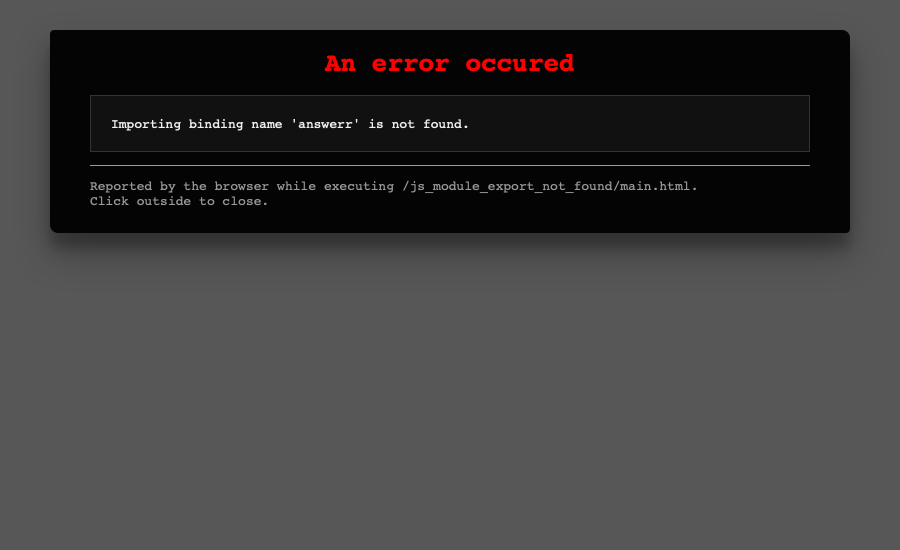 An error occured
Importing binding name 'answerr' is not found.
Reported by the browser while executing /js_module_export_not_found/main.html.
Click outside to close.